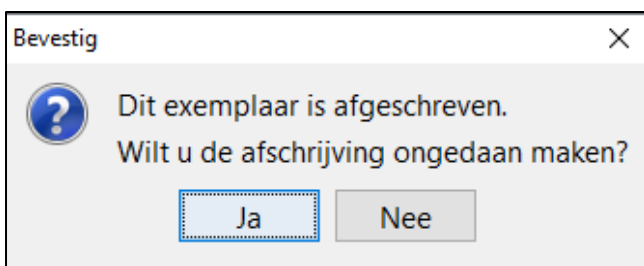 Bevestig
Dit exemplaar is afgeschreven.
Wilt u de afschrijving ongedaan maken?
Ja
Nee